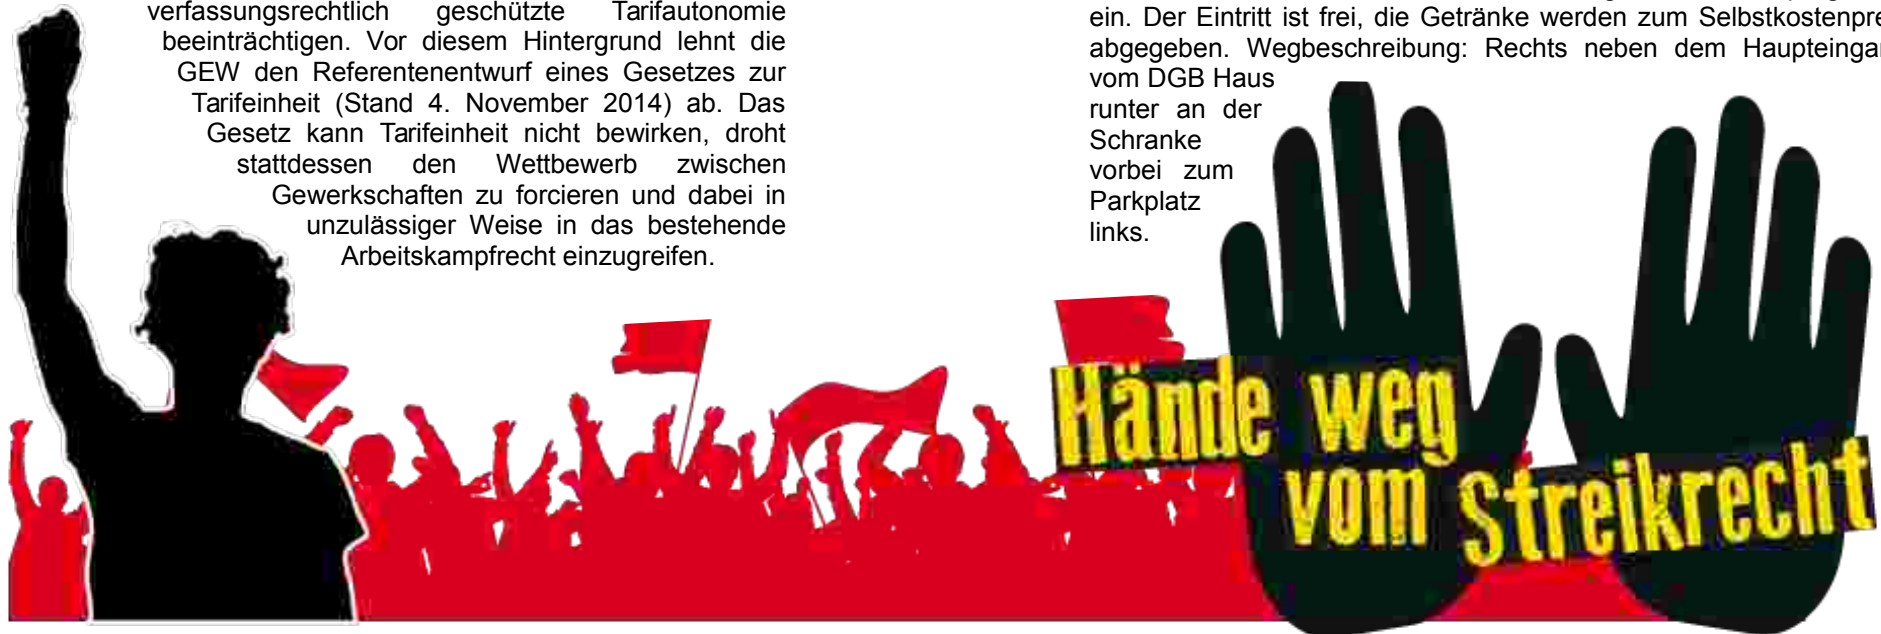 verfassungsrechtlich geschützte Tarifautonomie
beeinträchtigen. Vor diesem Hintergrund lehnt die
GEW den Referentenentwurf eines Gesetzes zur
Tarifeinheit (Stand 4. November 2014) ab. Das
Gesetz kann Tarifeinheit nicht bewirken, droht
stattdessen den Wettbewerb zwischen
Gewerkschaften zu forcieren und dabei in
unzulässiger Weise in das bestehende
Arbeitskampfrecht einzugreifen.
ein. Der Eintritt ist frei, die Getränke werden zum
abgegeben. Wegbeschreibung: Rechts neben dem
vom DGB Haus
runter an der
Schranke
vorbei zum
Parkplatz
links.
Hände weg
vom Streikrecht